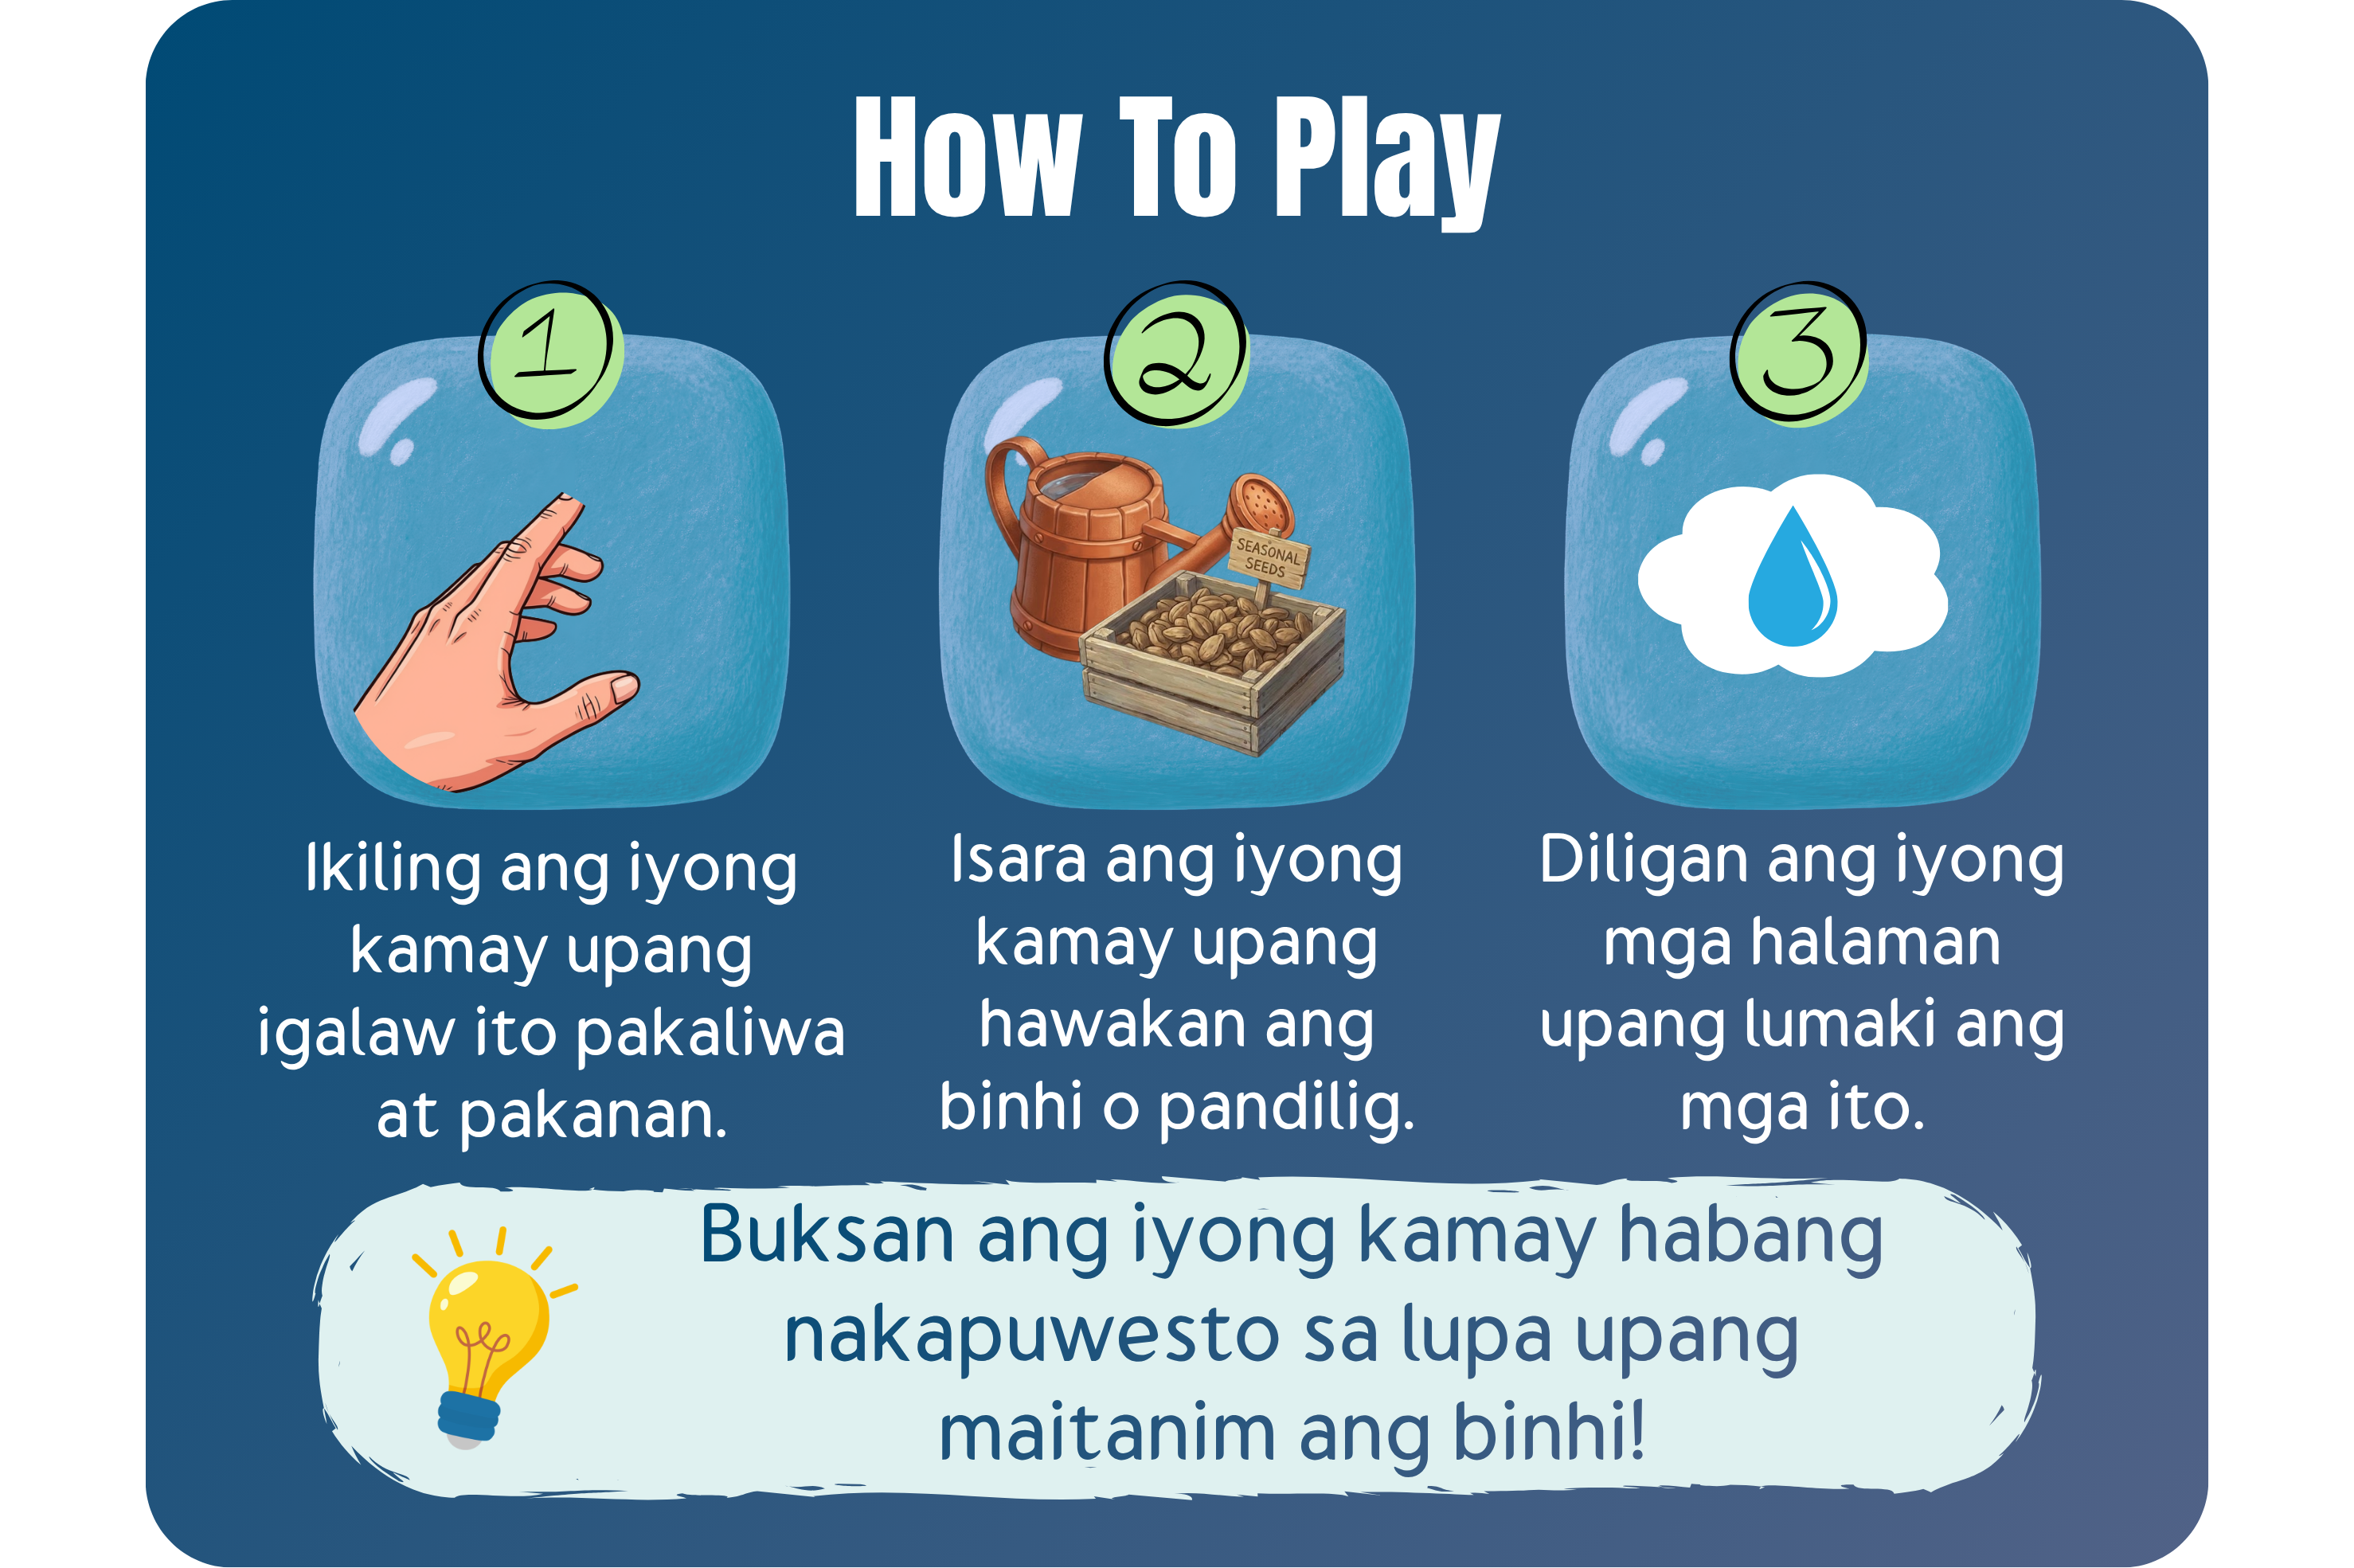 How To Play
1
2
3
SEASONAL
SEEDS
Ikiling ang iyong
kamay upang
igalaw ito pakaliwa
at pakanan.
Isara ang iyong
kamay upang
hawakan ang
binhi o pandilig.
Diligan ang iyong
mga halaman
upang lumaki ang
mga ito.
Buksan ang iyong kamay habang
nakapuwesto sa lupa upang
maitanim ang binhi!